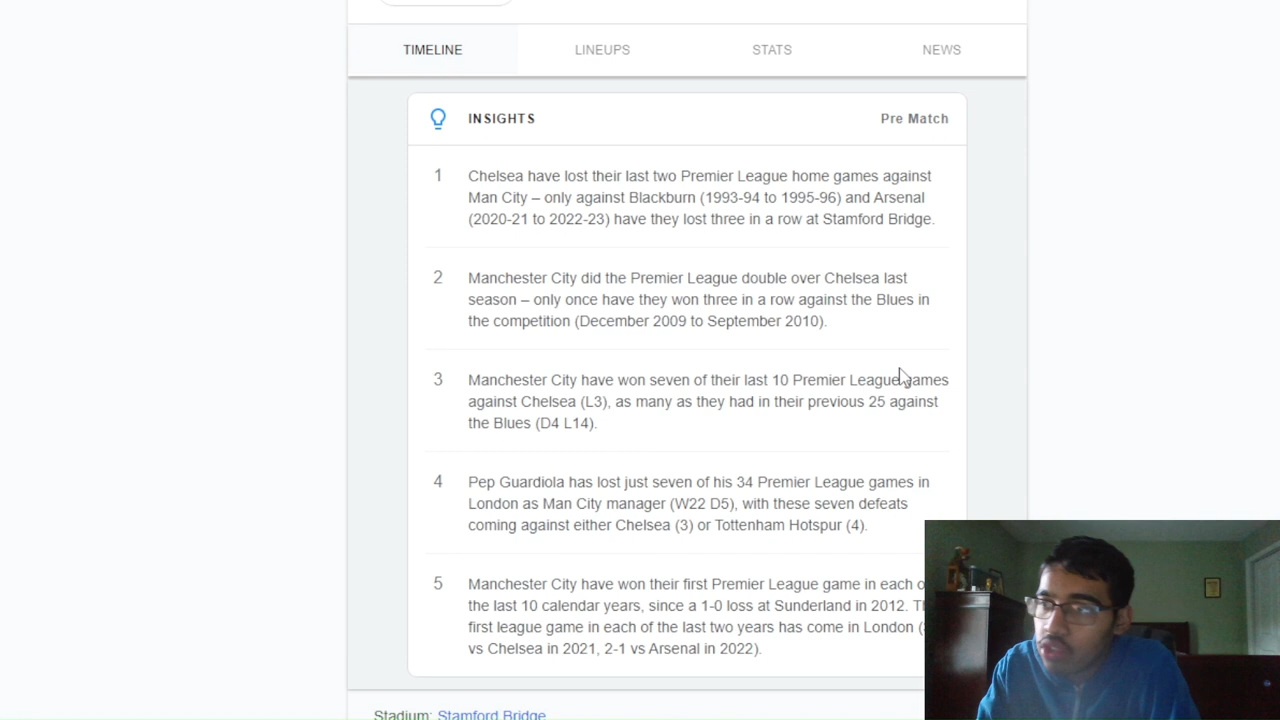 TIMELINE LINEUPS STATS NEWS
INSIGHTS Pre Match
1 Chelsea have lost their last two Premier League home games against
Man City – only against Blackburn (1993-94 to 1995-96) and Arsenal
(2020-21 to 2022-23) have they lost three in a row at Stamford Bridge.
2 Manchester City did the Premier League double over Chelsea last
season – only once have they won three in a row against the Blues in
the competition (December 2009 to September 2010).
3 Manchester City have won seven of their last 10 Premier League games
against Chelsea (L3), as many as they had in their previous 25 against
the Blues (D4 L14).
4 Pep Guardiola has lost just seven of his 34 Premier League games in
London as Man City manager (W22 D5), with these seven defeats
coming against either Chelsea (3) or Tottenham Hotspur (4).
5 Manchester City have won their first Premier League game in each
the last 10 calendar years, since a 1-0 loss at Sunderland in 2012.
first league game in each of the last two years has come in London
vs Chelsea in 2021, 2-1 vs Arsenal in 2022).
Stadium: Stamford Bridge